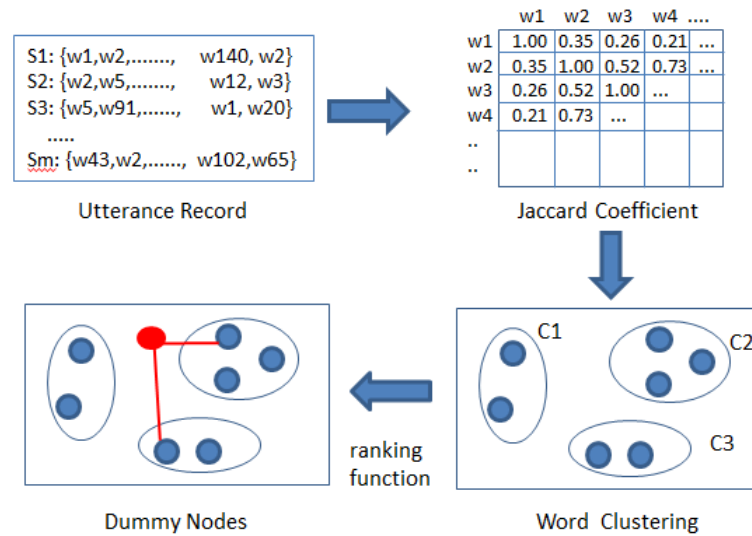 S1: {w1,w2,......., w140, w2}
S2: {w2,w5,......., w12, w3}
S3: {w5,w91,......, w1, w20}
.....
Sm: {w43,w2,......, w102,w65}
Utterance Record
w1 w2 w3 w4 ....
w1 1.00 0.35 0.26 0.21 ...
w2 0.35 1.00 0.52 0.73 ...
w3 0.26 0.52 1.00 ...
w4 0.21 0.73 ...
..
..
Jaccard Coefficient
C1
C2
C3
Word Clustering
ranking
function
Dummy Nodes